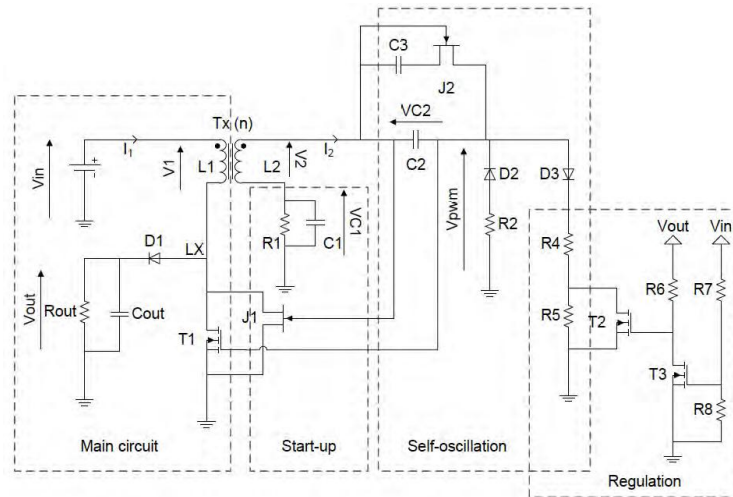 C3
J2
VC2
Tx (n)
I1
V1
L1
L2
V2
I2
C2
Vin
Vpwm
D2
D3
R2
VC1
R1
C1
D1
LX
R4
Vout
Vin
R6
R7
Vout
Rout
Cout
J1
T1
R5
T2
T3
R8
Main circuit
Start-up
Self-oscillation
Regulation